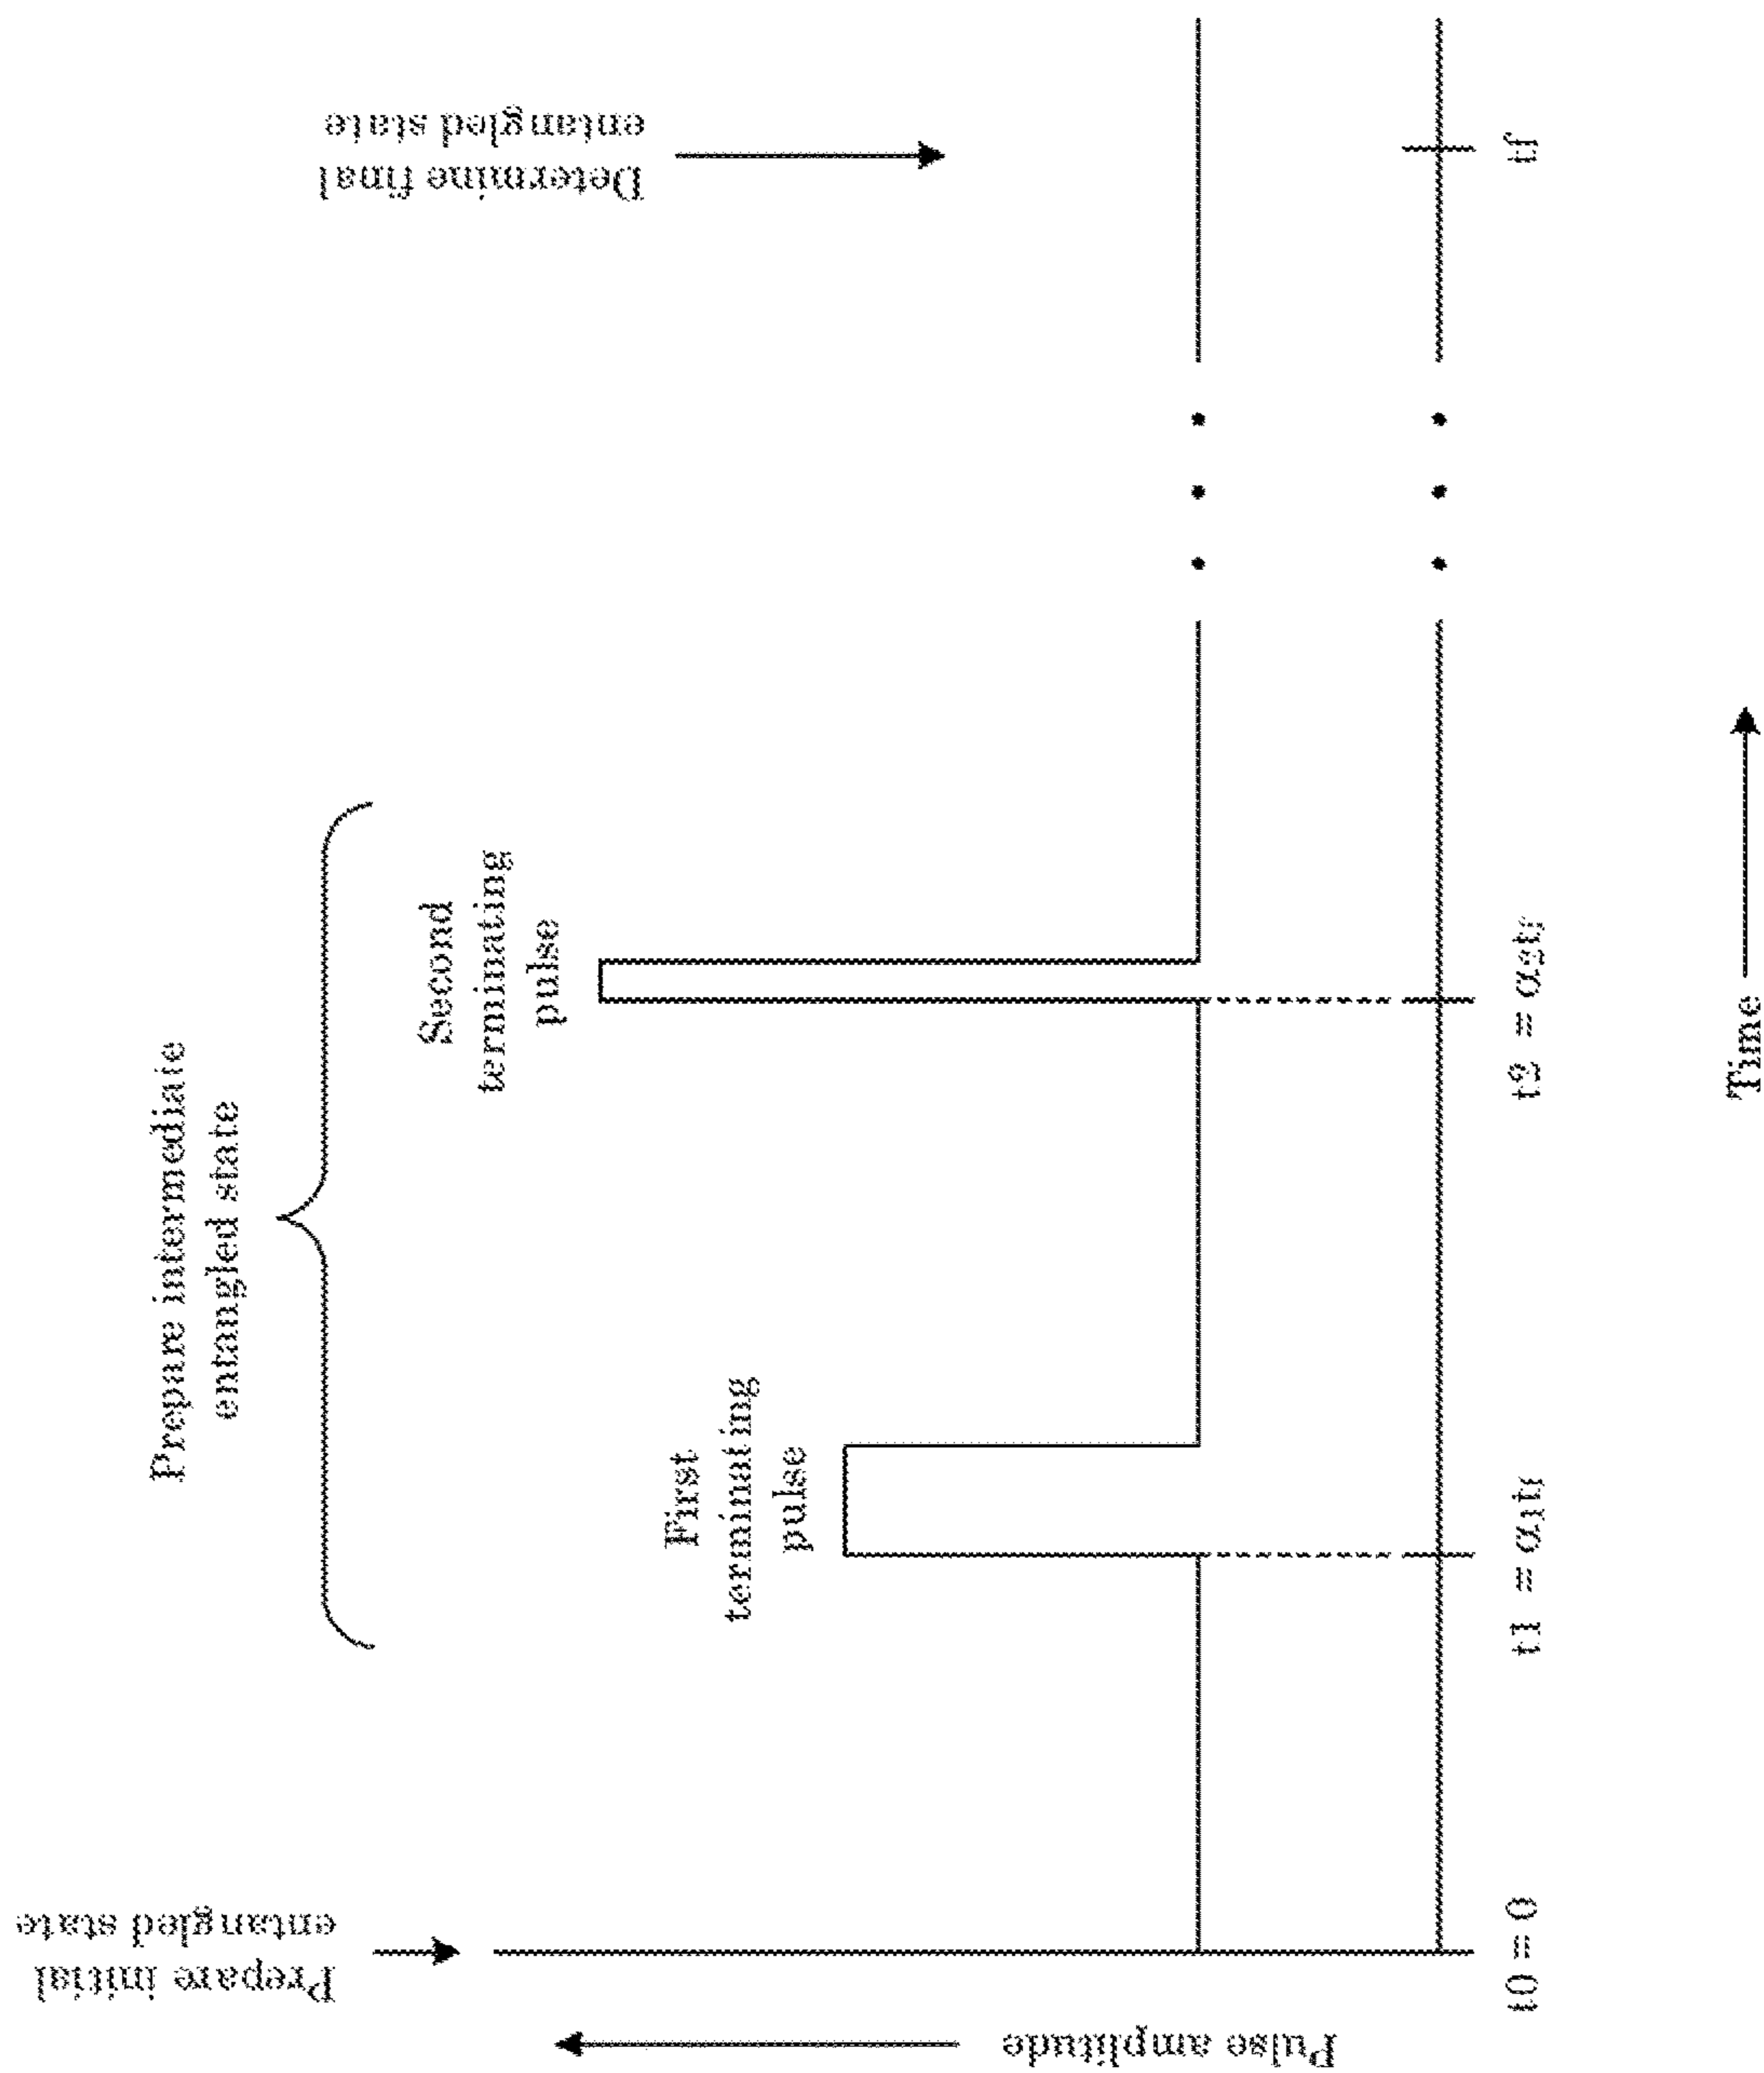 Prepare initial
entangled state
Prepare intermediate
entangled state
Determine final
entangled state
First
terminating
pulse
Second
terminating
pulse
Pulse amplitude
t0 = 0
t1 = α₁tf
t2 = α₂tf
tf
Time